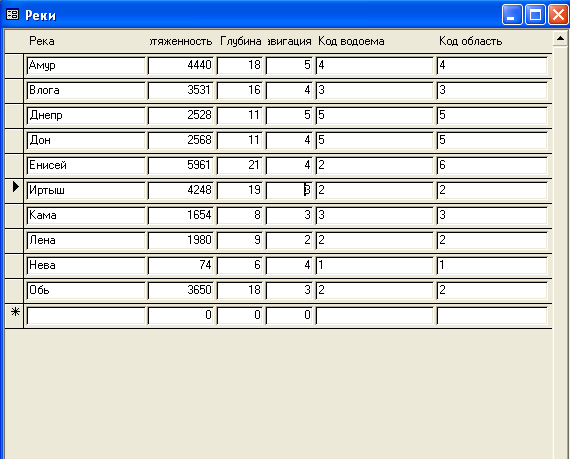 Реки
Река тяженность Глубина авигация Код водоема Код область
Амур 4440 18 5 4 4
Влога 3531 16 4 3 3
Днепр 2528 11 5 5 5
Дон 2568 11 4 5 5
Енисей 5961 21 4 2 6
Иртыш 4248 19 3 2 2
Кама 1654 8 3 3 3
Лена 1980 9 2 2 2
Нева 74 6 4 1 1
Обь 3650 18 3 2 2
* 0 0 0